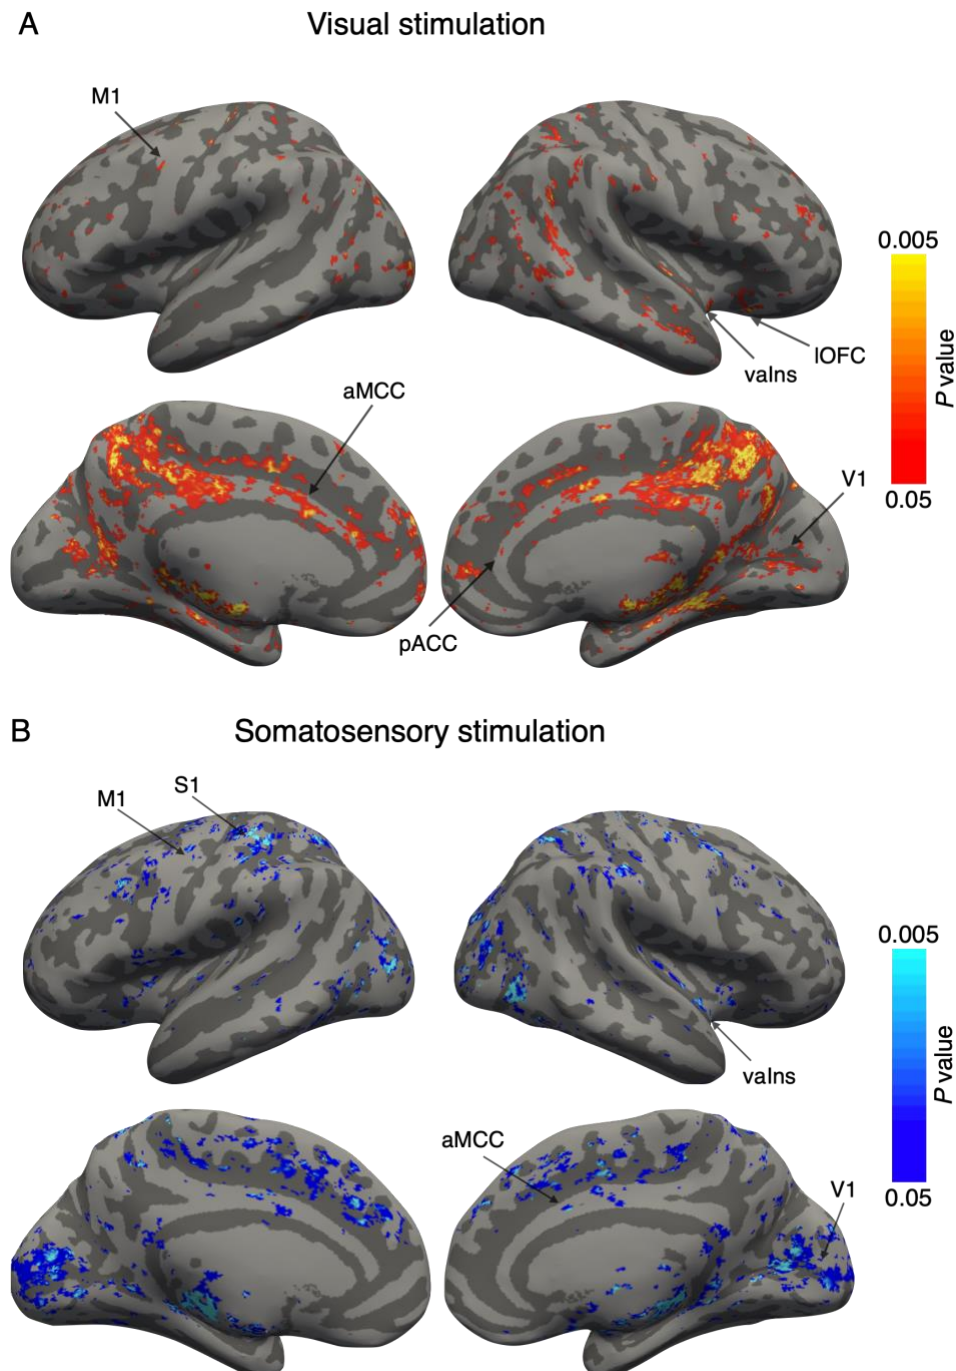 A
Visual stimulation
M1
0.005
P value
0.05
lOFC
vaIns
aMCC
V1
pACC
B
Somatosensory stimulation
S1
M1
0.005
P value
0.05
vaIns
aMCC
V1